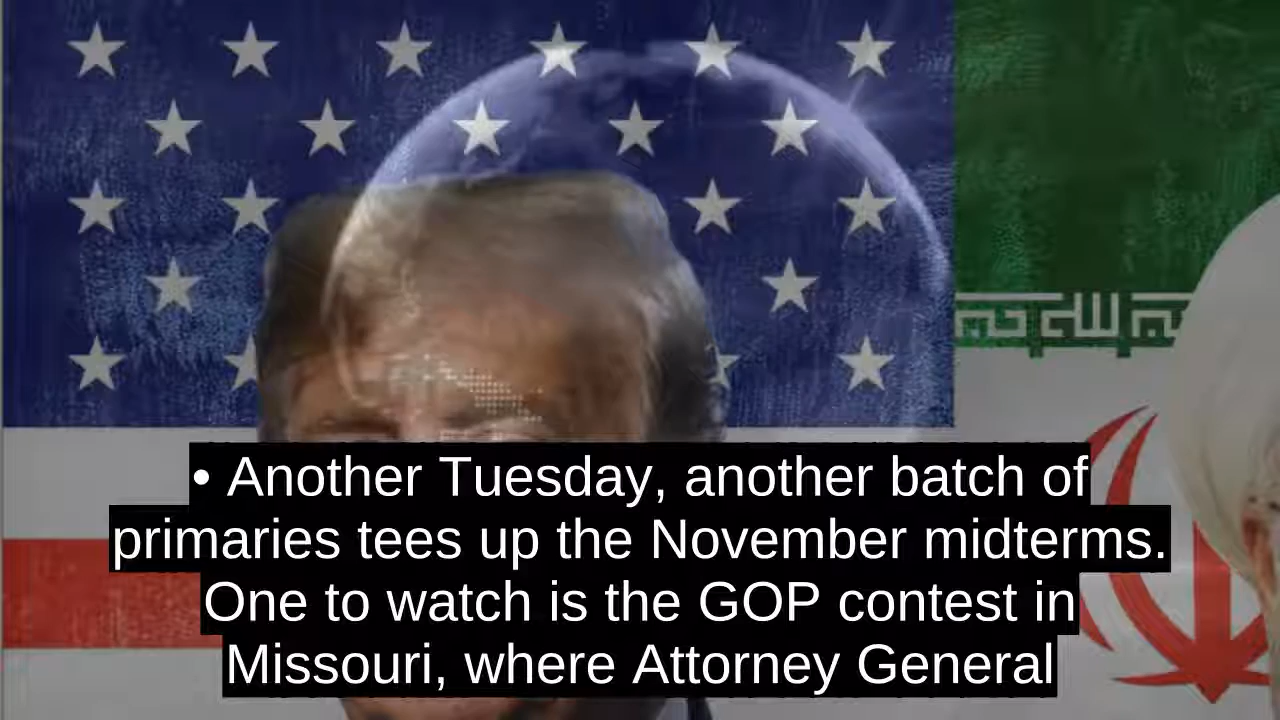 • Another Tuesday, another batch of
primaries tees up the November midterms.
One to watch is the GOP contest in
Missouri, where Attorney General